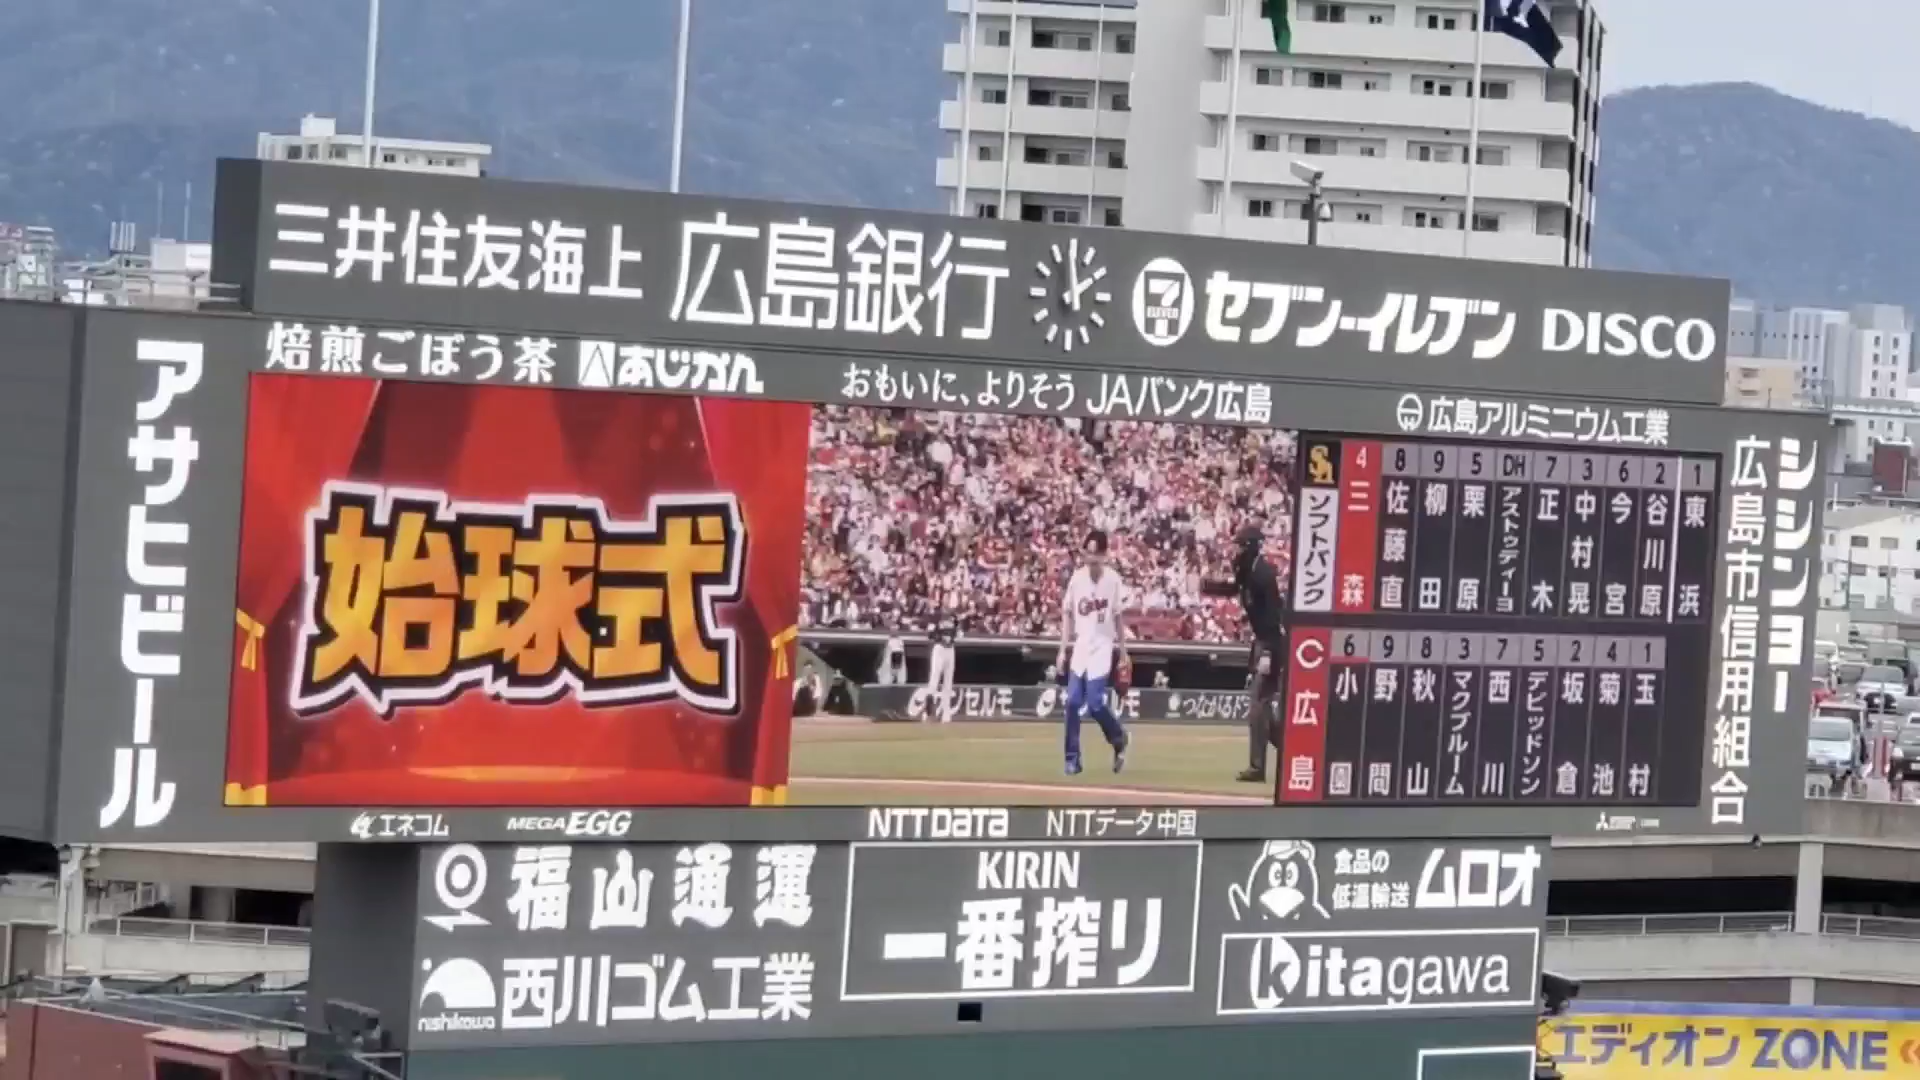 三井住友海上 広島銀行 7 ELEVEN セブン-イレブン DISCO
焙煎ごぼう茶 あじかん おもいに、よりそう JAバンク広島 広島アルミニウム工業
アサヒビール
始球式
Carp
サンセルモ
4 8 9 5 DH 7 3 6 2 1
ソフトバンク 三森 佐藤直 柳田 栗原 アストゥディーヨ 正木 中村晃 今宮 谷川原 東浜
C 6 9 8 3 7 5 2 4 1
広島 小園 野間 秋山 マクブルーム 西川 デビッドソン 坂倉 菊池 玉村
シシンヨー
広島市信用組合
エネコム MEGA EGG NTT DATA NTTデータ中国
福山通運
nishikawa 西川ゴム工業
KIRIN
一番搾り
食品の
低温輸送 ムロオ
Kitagawa
エディオン ZONE